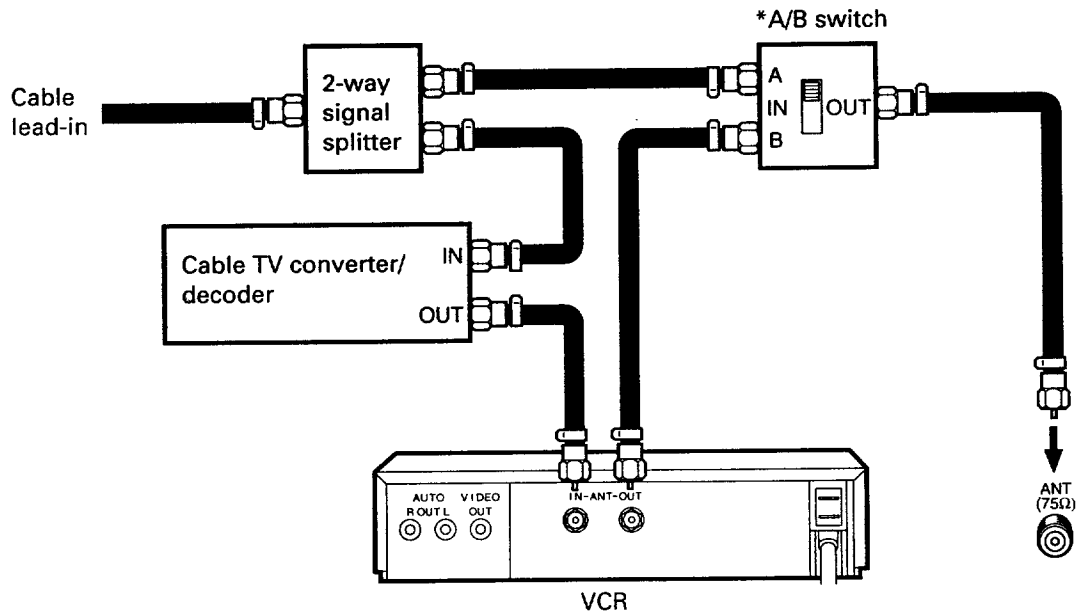 *A/B switch
Cable
lead-in
2-way
signal
splitter
A
IN
OUT
B
Cable TV converter/
decoder
IN
OUT
AUTO
R OUT L
VIDEO
OUT
IN-ANT-OUT
ANT
(75Ω)
VCR